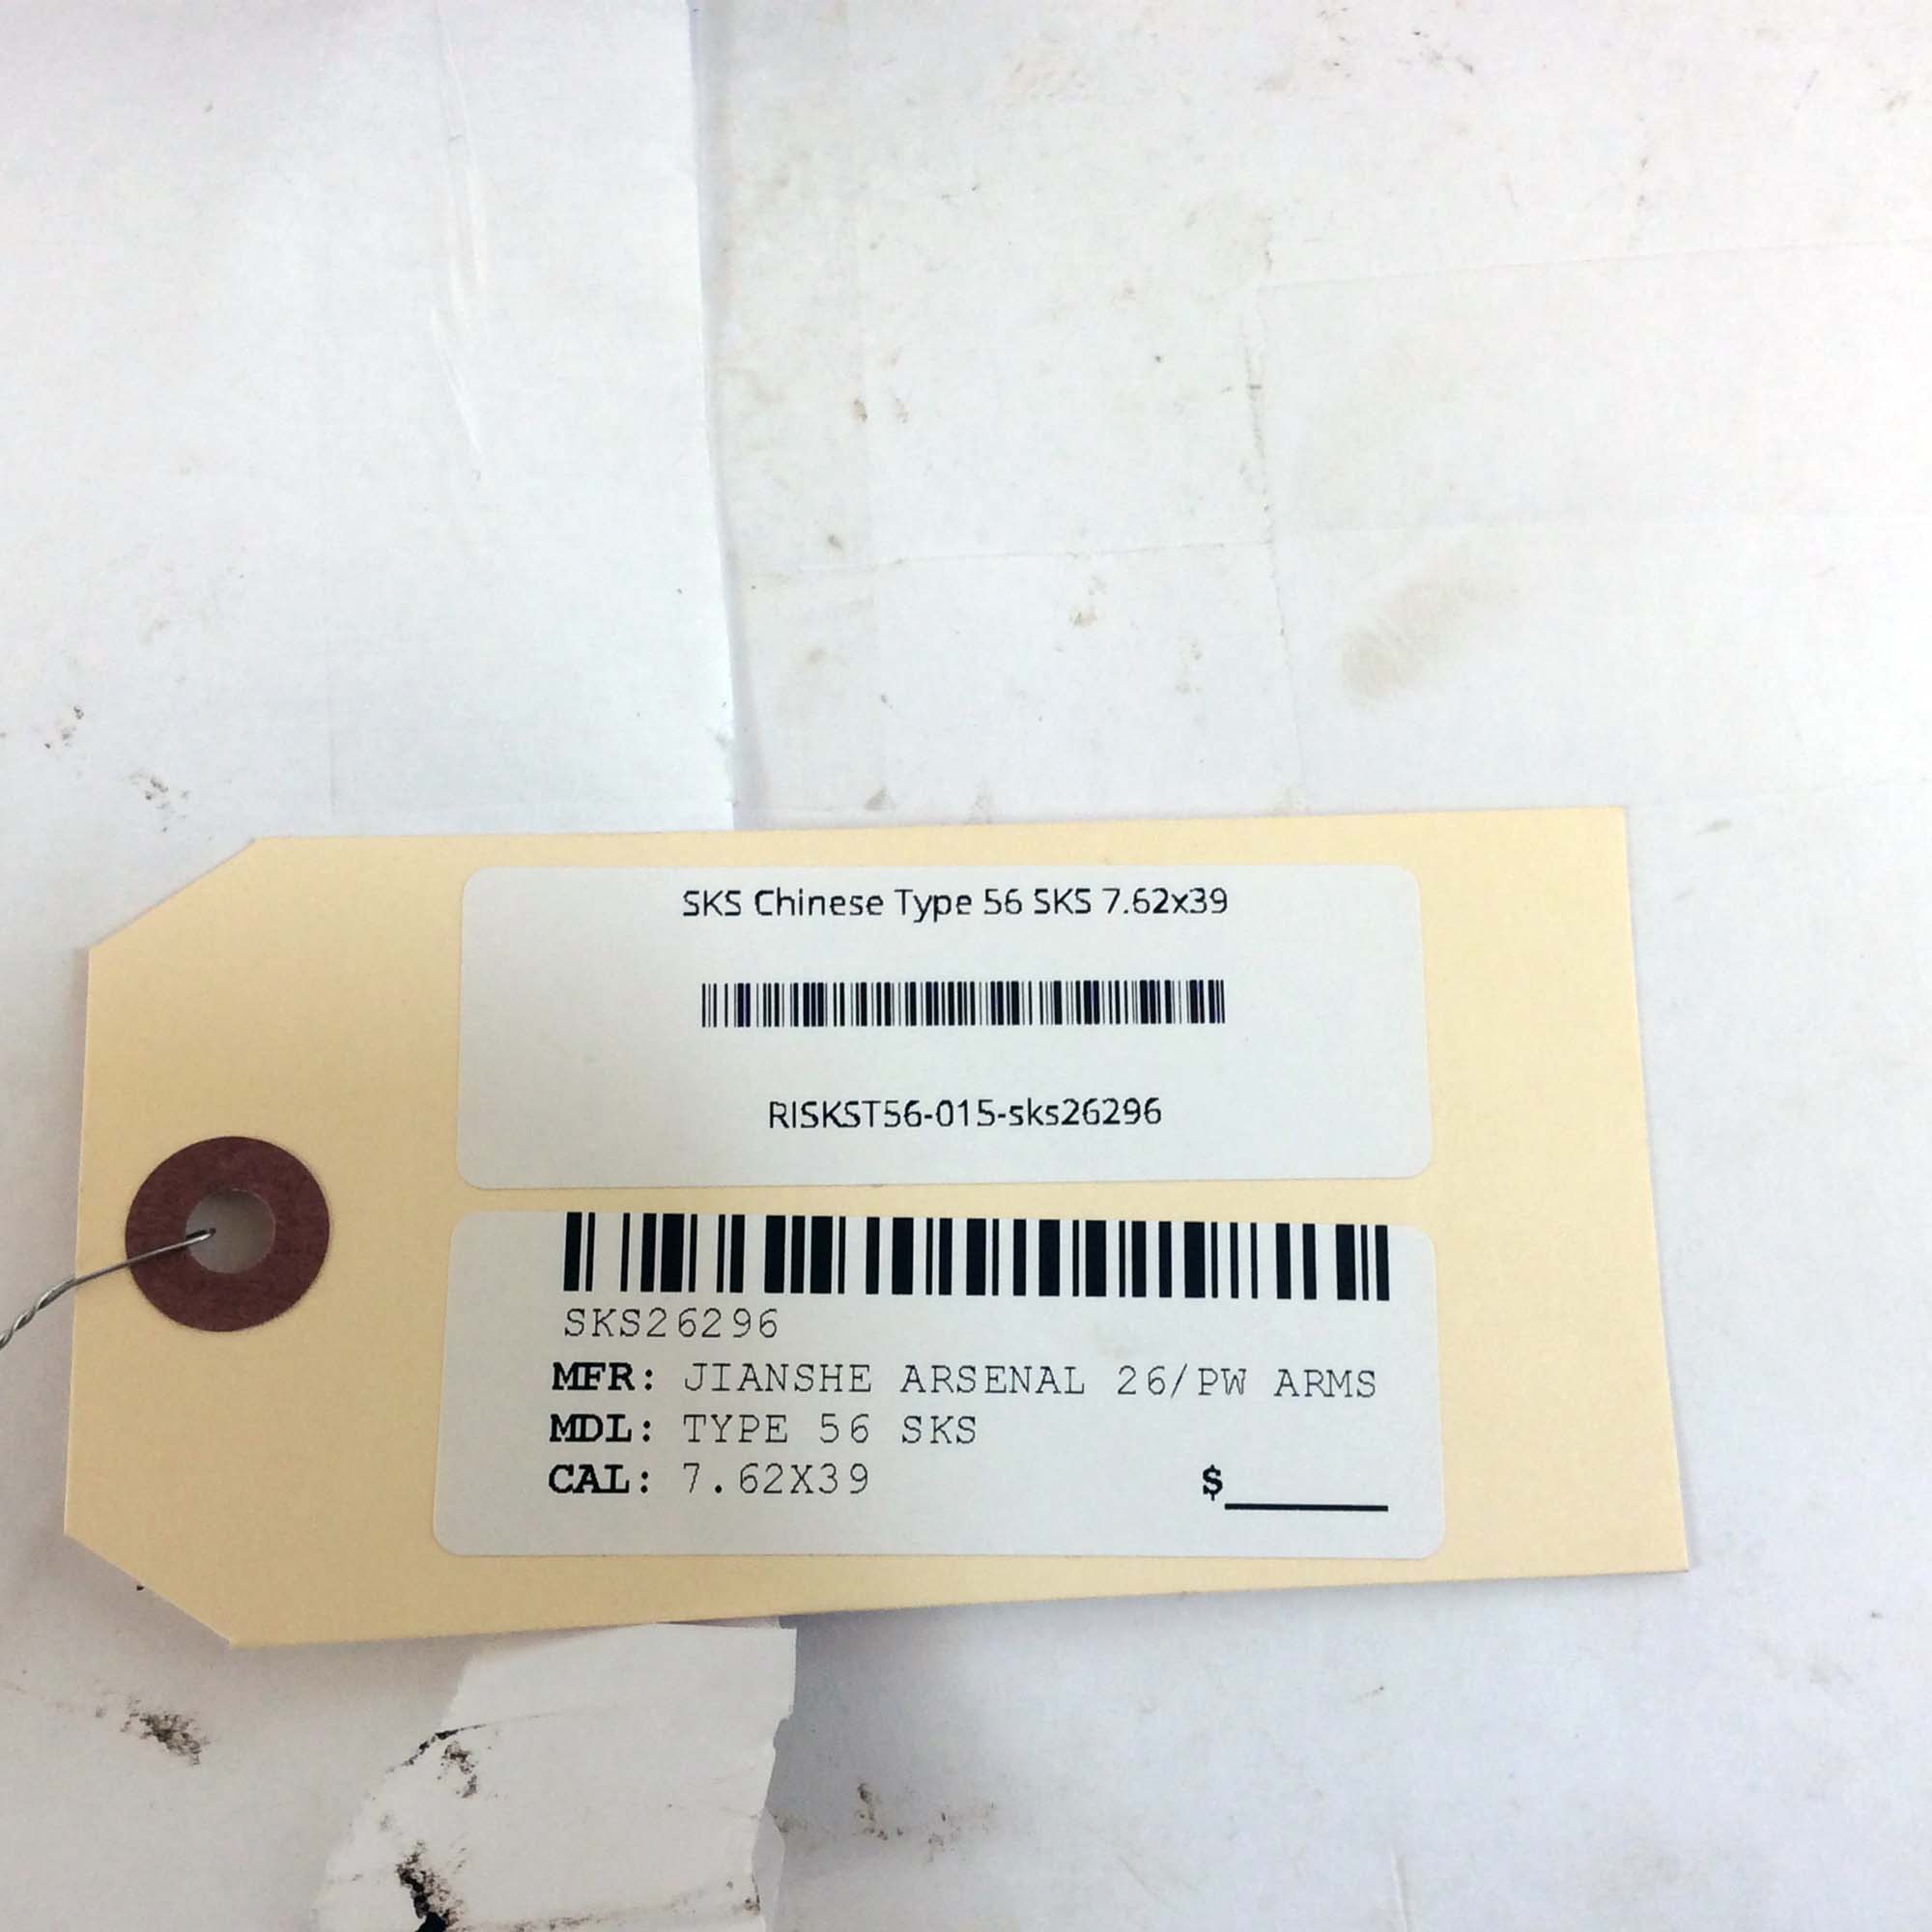 SKS Chinese Type 56 SKS 7.62x39
RISKST56-015-sks26296
SKS26296
MFR: JIANSHE ARSENAL 26/PW ARMS
MDL: TYPE 56 SKS
CAL: 7.62X39 $______